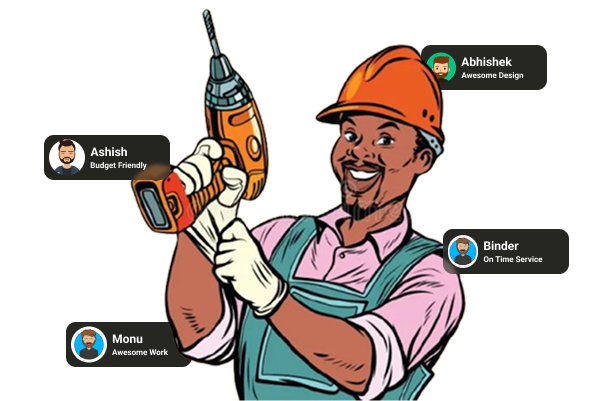 Abhishek
Awesome Design
Ashish
Budget Friendly
Binder
On Time Service
Monu
Awesome Work